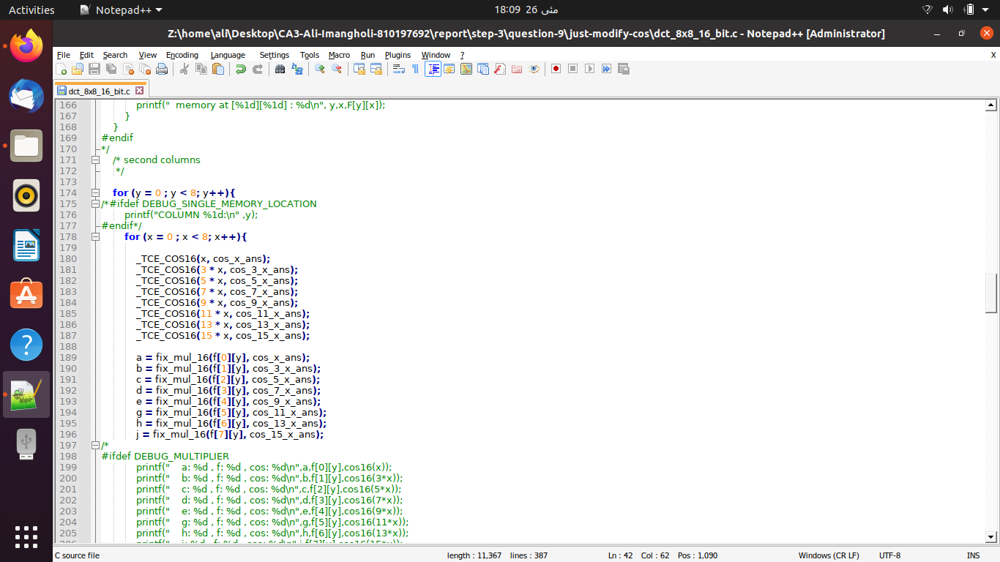 Activities Notepad++ 18:09 26 مئی
Z:\home\ali\Desktop\CA3-Ali-Imangholi-810197692\report\step-3\question-9\just-modify-cos\dct_8x8_16_bit.c - Notepad++ [Administrator]
File Edit Search View Encoding Language Settings Tools Macro Run Plugins Window ? X
dct_8x8_16_bit.c
166 printf("  memory at [%1d][%1d] : %d\n", y,x,F[y][x]);
167 }
168 }
169 #endif
170 */
171 /* second columns
172 */
173
174 for (y = 0 ; y < 8; y++){
175 /*#ifdef DEBUG_SINGLE_MEMORY_LOCATION
176 printf("COLUMN %1d:\n" ,y);
177 #endif*/
178 for (x = 0 ; x < 8; x++){
179
180 _TCE_COS16(x, cos_x_ans);
181 _TCE_COS16(3 * x, cos_3_x_ans);
182 _TCE_COS16(5 * x, cos_5_x_ans);
183 _TCE_COS16(7 * x, cos_7_x_ans);
184 _TCE_COS16(9 * x, cos_9_x_ans);
185 _TCE_COS16(11 * x, cos_11_x_ans);
186 _TCE_COS16(13 * x, cos_13_x_ans);
187 _TCE_COS16(15 * x, cos_15_x_ans);
188
189 a = fix_mul_16(f[0][y], cos_x_ans);
190 b = fix_mul_16(f[1][y], cos_3_x_ans);
191 c = fix_mul_16(f[2][y], cos_5_x_ans);
192 d = fix_mul_16(f[3][y], cos_7_x_ans);
193 e = fix_mul_16(f[4][y], cos_9_x_ans);
194 g = fix_mul_16(f[5][y], cos_11_x_ans);
195 h = fix_mul_16(f[6][y], cos_13_x_ans);
196 j = fix_mul_16(f[7][y], cos_15_x_ans);
197 /*
198 #ifdef DEBUG_MULTIPLIER
199 printf("    a: %d , f: %d , cos: %d\n",a,f[0][y],cos16(x));
200 printf("    b: %d , f: %d , cos: %d\n",b,f[1][y],cos16(3*x));
201 printf("    c: %d , f: %d , cos: %d\n",c,f[2][y],cos16(5*x));
202 printf("    d: %d , f: %d , cos: %d\n",d,f[3][y],cos16(7*x));
203 printf("    e: %d , f: %d , cos: %d\n",e,f[4][y],cos16(9*x));
204 printf("    g: %d , f: %d , cos: %d\n",g,f[5][y],cos16(11*x));
205 printf("    h: %d , f: %d , cos: %d\n",h,f[6][y],cos16(13*x));
C source file length : 11,367 lines : 387 Ln : 42 Col : 62 Pos : 1,090 Windows (CR LF) UTF-8 INS